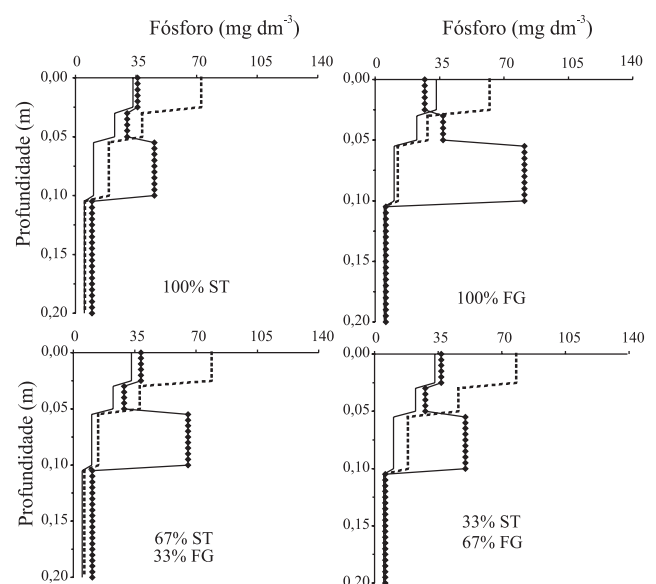 Fósforo (mg dm-3)
Fósforo (mg dm-3)
0 35 70 105 140
0 35 70 105 140
Profundidade (m)
0,00
0,05
0,10
0,15
0,20
100% ST
0,00
0,05
0,10
0,15
0,20
100% FG
0 35 70 105 140
0 35 70 105 140
Profundidade (m)
0,00
0,05
0,10
0,15
0,20
67% ST
33% FG
0,00
0,05
0,10
0,15
0,20
33% ST
67% FG